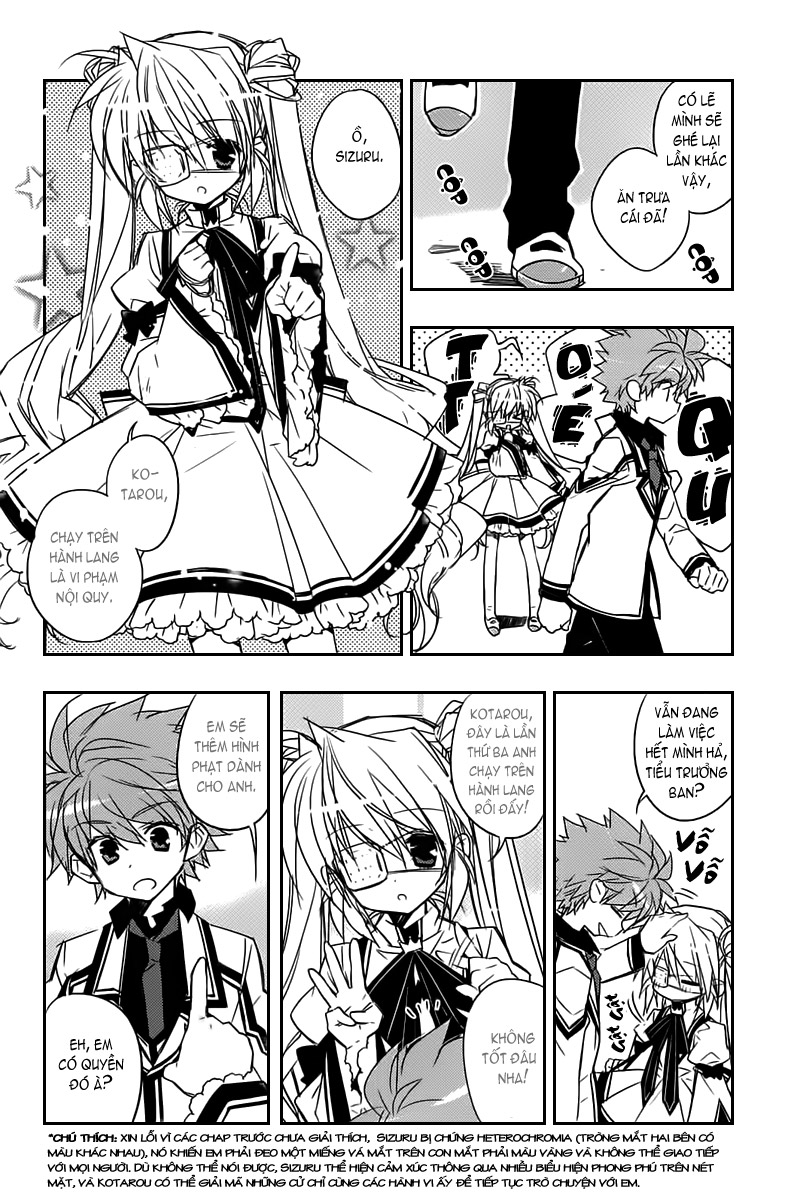 CÓ LẼ
MÌNH SẼ
GHÉ LẠI
LẦN KHÁC
VẬY,
ĂN TRƯA
CÁI ĐÃ!
CỘP
CỘP
CỘP
CỘP
Ồ,
SIZURU.
KO-
TAROU,
CHẠY TRÊN
HÀNH LANG
LÀ VI PHẠM
NỘI QUY.
QU
O-E
TE
VẪN ĐANG
LÀM VIỆC
HẾT MÌNH HẢ,
TIỂU TRƯỞNG
BAN?
VỖ
VỖ
GẬT GẬT
KOTAROU,
ĐÂY LÀ LẦN
THỨ BA ANH
CHẠY TRÊN
HÀNH LANG
RỒI ĐẤY!
KHÔNG
TỐT ĐÂU
NHA!
EM SẼ
THÊM HÌNH
PHẠT DÀNH
CHO ANH.
EH, EM
CÓ QUYỀN
ĐÓ À?
*CHÚ THÍCH: XIN LỖI VÌ CÁC CHAP TRƯỚC CHƯA GIẢI THÍCH, SIZURU BỊ CHỨNG HETEROCHROMIA (TRÒNG MẮT HAI BÊN CÓ
MÀU KHÁC NHAU), NÓ KHIẾN EM PHẢI ĐEO MỘT MIẾNG VÁ MẮT TRÊN CON MẮT PHẢI MÀU VÀNG VÀ KHÔNG THỂ GIAO TIẾP
VỚI MỌI NGƯỜI. DÙ KHÔNG THỂ NÓI ĐƯỢC, SIZURU THỂ HIỆN CẢM XÚC THÔNG QUA NHIỀU BIỂU HIỆN PHONG PHÚ TRÊN NÉT
MẶT, VÀ KOTAROU CÓ THỂ GIẢI MÃ NHỮNG CỬ CHỈ CÙNG CÁC HÀNH VI ẤY ĐỂ TIẾP TỤC TRÒ CHUYỆN VỚI EM.